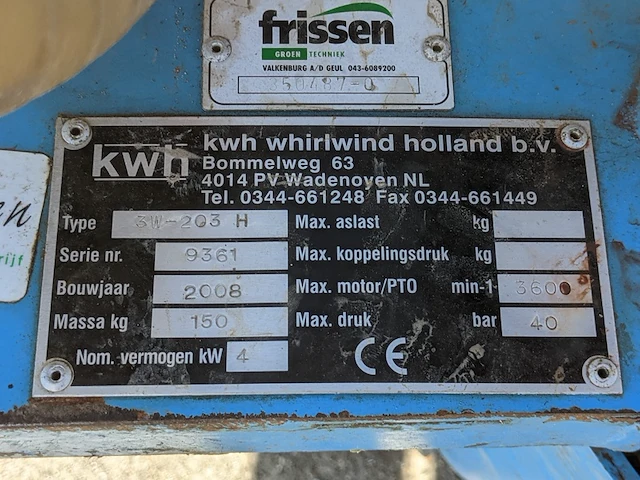 frissen
GROEN TECHNIEK
VALKENBURG A/D GEUL 043-6089200
kwh
kwh whirlwind holland b.v.
Bommelweg 63
4014 PV Wadenoyen NL
Tel. 0344-661248 Fax 0344-661449
Type 3W-203 H Max. aslast kg
Serie nr. 9361 Max. koppelingsdruk kg
Bouwjaar 2008 Max. motor/PTO min-1 3600
Massa kg 150 Max. druk bar 40
Nom. vermogen kW 4 CE